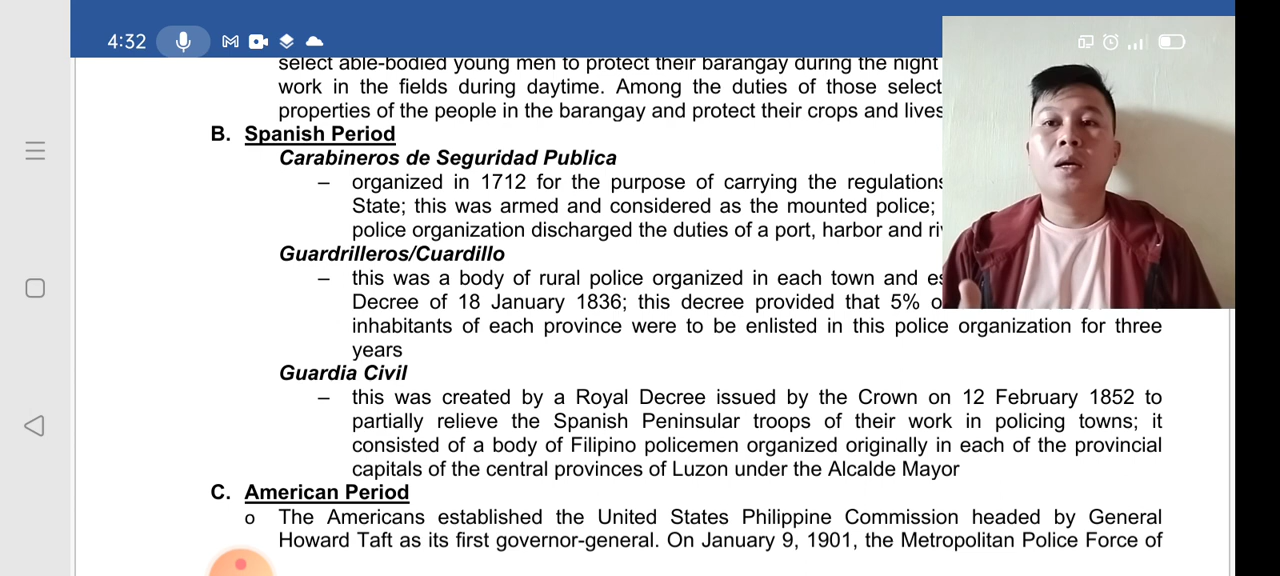 4:32
select able-bodied young men to protect their barangay during the night
work in the fields during daytime. Among the duties of those select
properties of the people in the barangay and protect their crops and lives
B. Spanish Period
Carabineros de Seguridad Publica
– organized in 1712 for the purpose of carrying the regulations
State; this was armed and considered as the mounted police;
police organization discharged the duties of a port, harbor and
Guardrilleros/Cuardillo
– this was a body of rural police organized in each town and
Decree of 18 January 1836; this decree provided that 5%
inhabitants of each province were to be enlisted in this police organization for three
years
Guardia Civil
– this was created by a Royal Decree issued by the Crown on 12 February 1852 to
partially relieve the Spanish Peninsular troops of their work in policing towns; it
consisted of a body of Filipino policemen organized originally in each of the provincial
capitals of the central provinces of Luzon under the Alcalde Mayor
C. American Period
o The Americans established the United States Philippine Commission headed by General
Howard Taft as its first governor-general. On January 9, 1901, the Metropolitan Police Force of